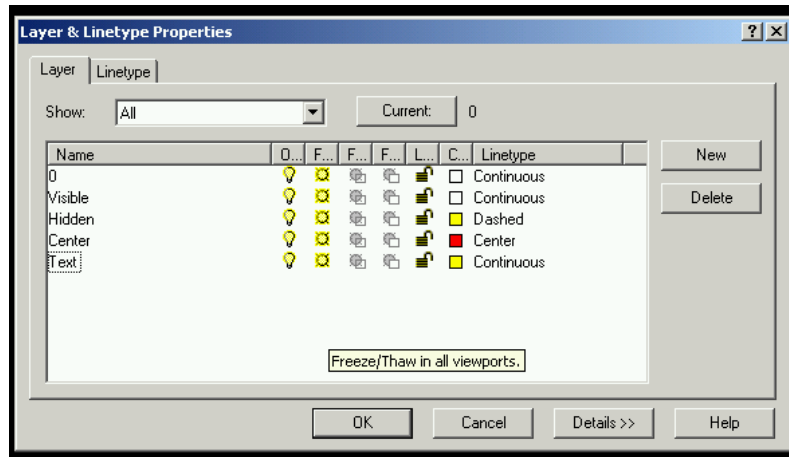 Layer & Linetype Properties
Layer Linetype
Show: All Current: 0
Name O... F... F... F... L... C... Linetype New
0 Continuous
Visible Continuous Delete
Hidden Dashed
Center Center
Text Continuous
Freeze/Thaw in all viewports.
OK Cancel Details >> Help